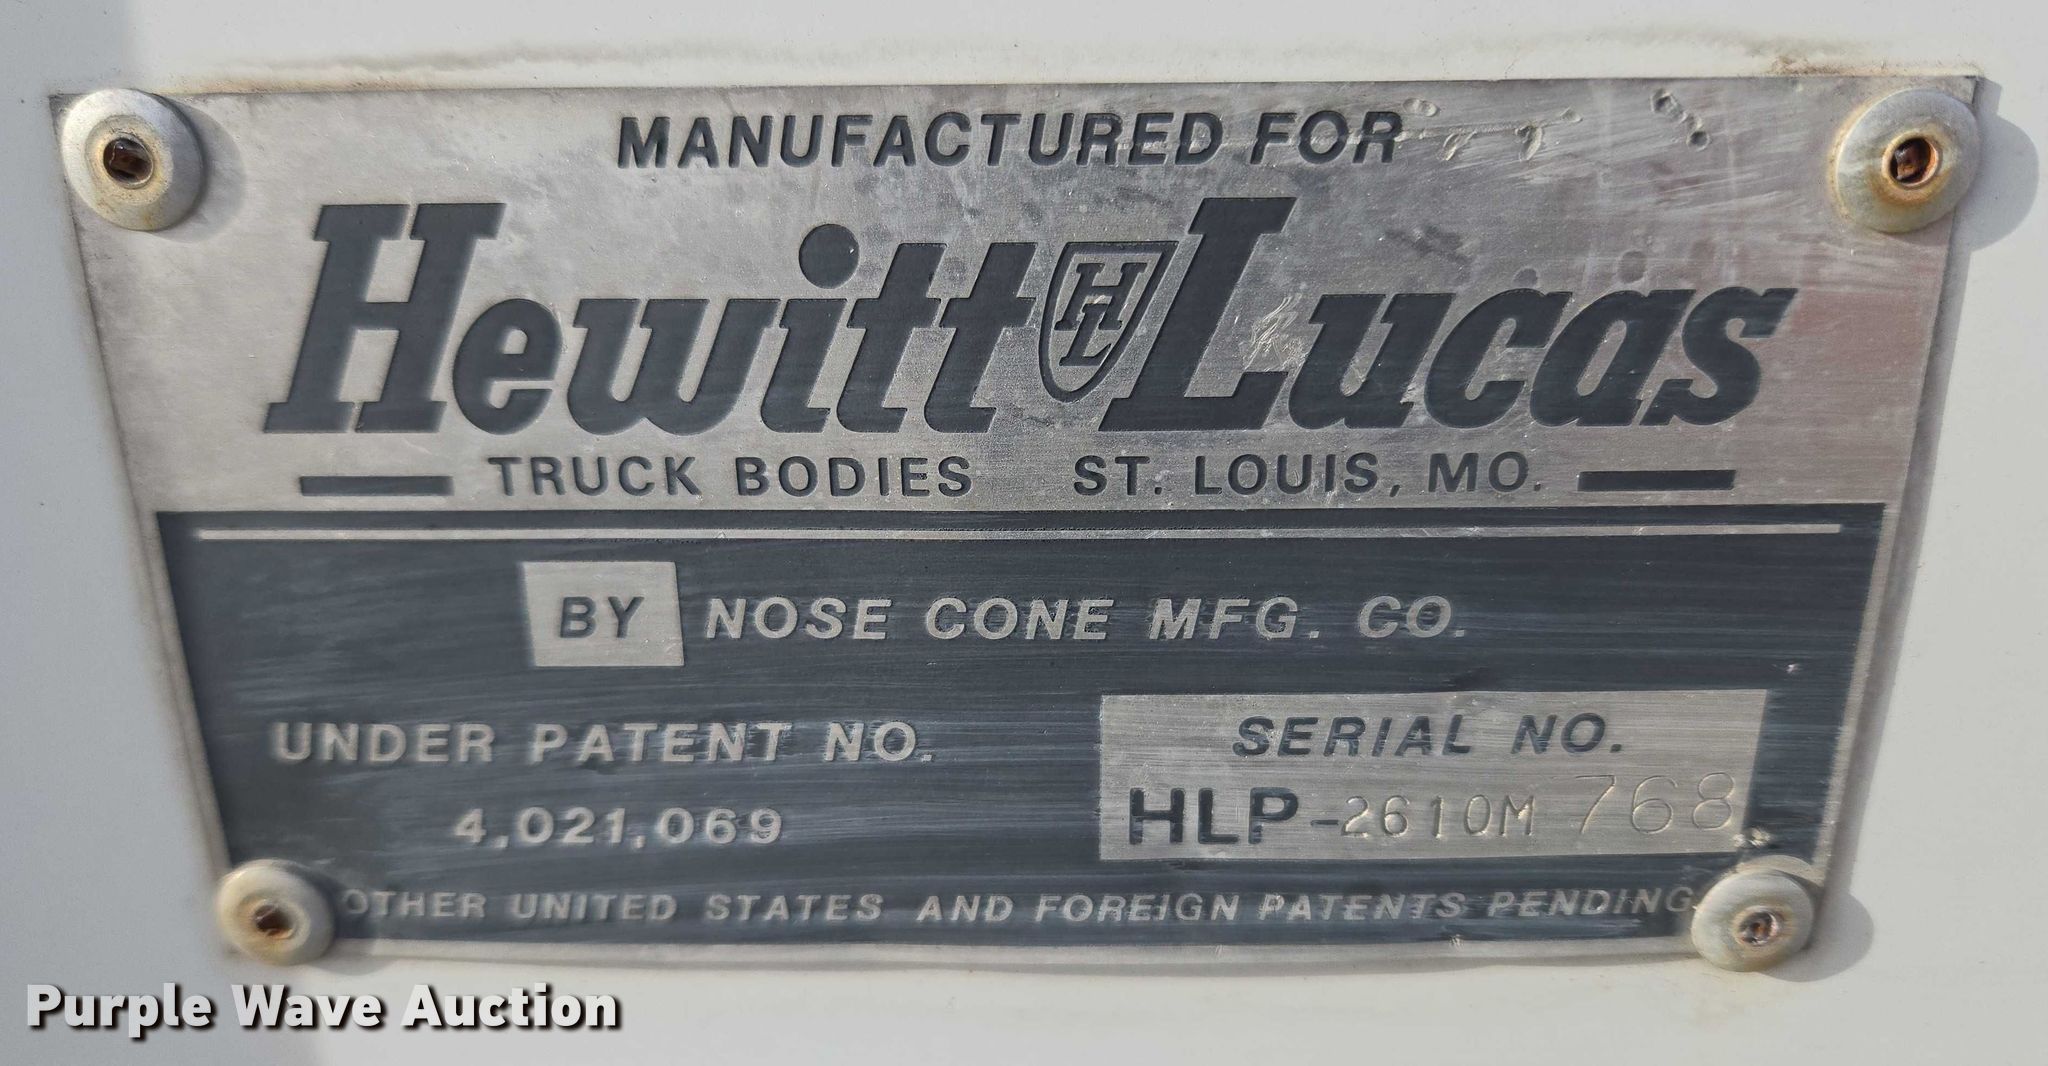 MANUFACTURED FOR
Hewitt HL Lucas
TRUCK BODIES ST. LOUIS, MO.
BY NOSE CONE MFG. CO.
UNDER PATENT NO.
4,021,069
SERIAL NO.
HLP-2610M 768
OTHER UNITED STATES AND FOREIGN PATENTS PENDING
Purple Wave Auction